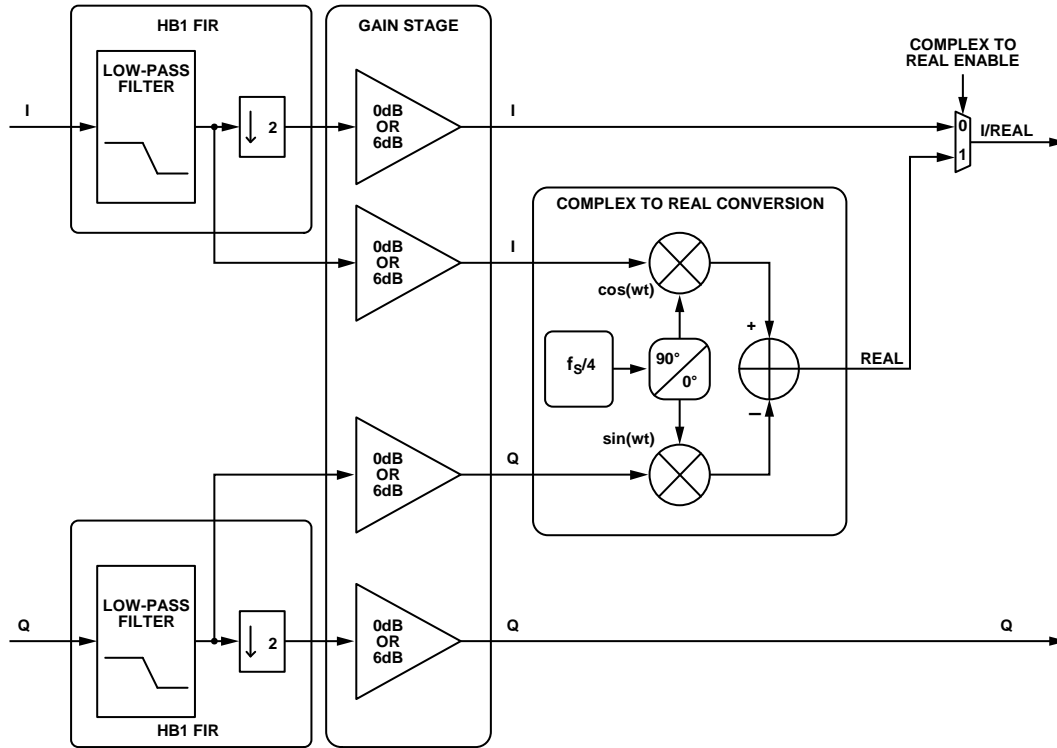 HB1 FIR
GAIN STAGE
COMPLEX TO
REAL ENABLE
LOW-PASS
FILTER
I
2
0dB
OR
6dB
I
0
1
I/REAL
COMPLEX TO REAL CONVERSION
0dB
OR
6dB
I
cos(wt)
+
fS/4
90°
0°
REAL
–
sin(wt)
0dB
OR
6dB
Q
LOW-PASS
FILTER
Q
2
0dB
OR
6dB
Q
Q
HB1 FIR